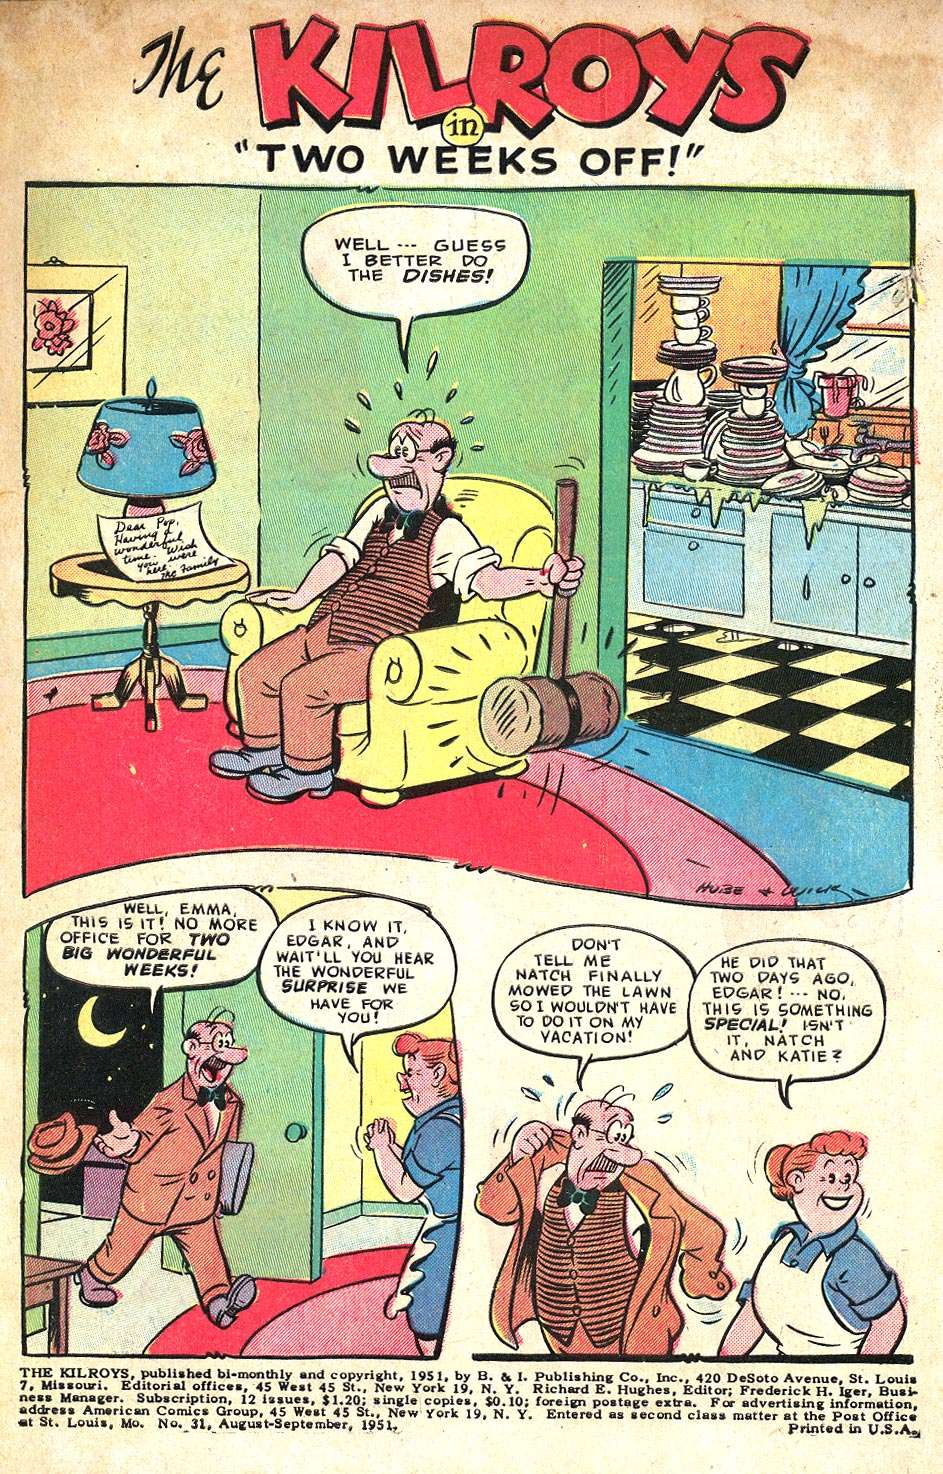 The KILROYS
in
"TWO WEEKS OFF!"
WELL --- GUESS
I BETTER DO
THE DISHES!
Dear Pop,
Having a
wonderful
time. Wish
you were
here.
The Family
HUBE + WICK
WELL, EMMA,
THIS IS IT! NO MORE
OFFICE FOR TWO
BIG WONDERFUL
WEEKS!
I KNOW IT,
EDGAR, AND
WAIT'LL YOU HEAR
THE WONDERFUL
SURPRISE WE
HAVE FOR
YOU!
DON'T
TELL ME
NATCH FINALLY
MOWED THE LAWN
SO I WOULDN'T HAVE
TO DO IT ON MY
VACATION!
HE DID THAT
TWO DAYS AGO,
EDGAR! --- NO,
THIS IS SOMETHING
SPECIAL! ISN'T
IT, NATCH
AND KATIE?
THE KILROYS, published bi-monthly and copyright, 1951, by B. & I. Publishing Co., Inc., 420 DeSoto Avenue, St. Louis
7, Missouri. Editorial offices, 45 West 45 St., New York 19, N. Y. Richard E. Hughes, Editor; Frederick H. Iger, Busi-
ness Manager. Subscription, 12 issues, $1.20; single copies, $0.10; foreign postage extra. For advertising information,
address American Comics Group, 45 West 45 St., New York 19, N. Y. Entered as second class matter at the Post Office
at St. Louis, Mo. No. 31, August-September, 1951.
Printed in U.S.A.